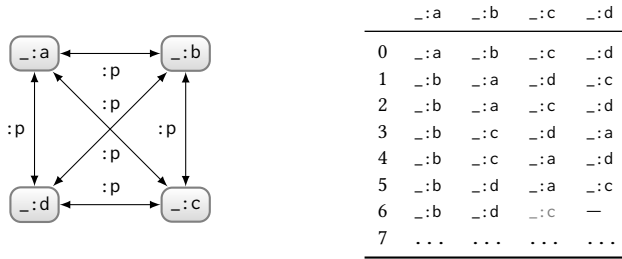 _:a _:b
:p
:p
:p :p
:p
:p
_:d _:c
_:a _:b _:c _:d
0 _:a _:b _:c _:d
1 _:b _:a _:d _:c
2 _:b _:a _:c _:d
3 _:b _:c _:d _:a
4 _:b _:c _:a _:d
5 _:b _:d _:a _:c
6 _:b _:d _:c —
7 ... ... ... ...